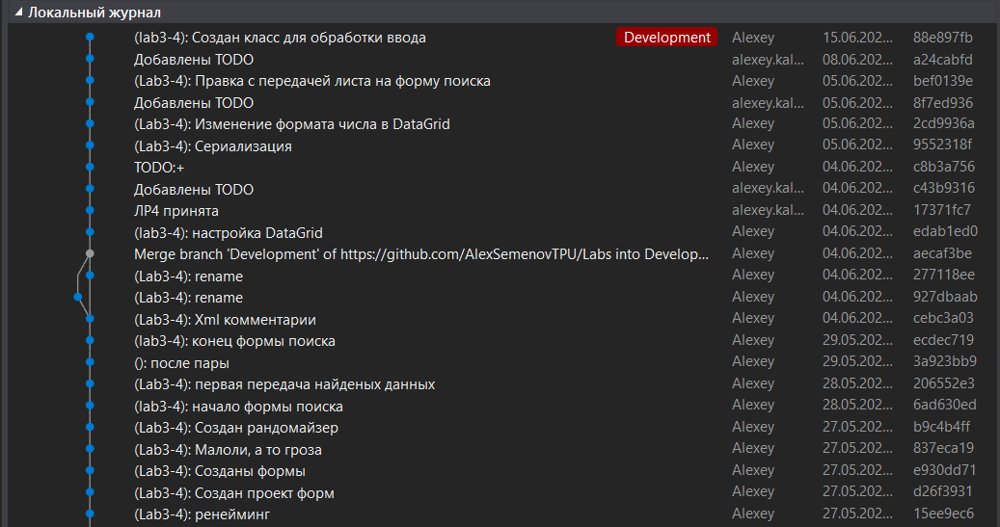 Локальный журнал
(lab3-4): Создан класс для обработки ввода Development Alexey 15.06.202... 88e897fb
Добавлены TODO alexey.kal... 08.06.202... a24cabfd
(Lab3-4): Правка с передачей листа на форму поиска Alexey 05.06.202... bef0139e
Добавлены TODO alexey.kal... 05.06.202... 8f7ed936
(Lab3-4): Изменение формата числа в DataGrid Alexey 05.06.202... 2cd9936a
(Lab3-4): Сериализация Alexey 05.06.202... 9552318f
TODO:+ Alexey 04.06.202... c8b3a756
Добавлены TODO alexey.kal... 04.06.202... c43b9316
ЛР4 принята alexey.kal... 04.06.202... 17371fc7
(lab3-4): настройка DataGrid Alexey 04.06.202... edab1ed0
Merge branch 'Development' of https://github.com/AlexSemenovTPU/Labs into Develop... Alexey 04.06.202... aecaf3be
(Lab3-4): rename Alexey 04.06.202... 277118ee
(Lab3-4): rename Alexey 04.06.202... 927dbaab
(Lab3-4): Xml комментарии Alexey 04.06.202... cebc3a03
(lab3-4): конец формы поиска Alexey 29.05.202... ecdec719
(): после пары Alexey 29.05.202... 3a923bb9
(Lab3-4): первая передача найденых данных Alexey 28.05.202... 206552e3
(lab3-4): начало формы поиска Alexey 28.05.202... 6ad630ed
(Lab3-4): Создан рандомайзер Alexey 27.05.202... b9c4b4ff
(Lab3-4): Малоли, а то гроза Alexey 27.05.202... 837eca19
(Lab3-4): Созданы формы Alexey 27.05.202... e930dd71
(Lab3-4): Создан проект форм Alexey 27.05.202... d26f3931
(Lab3-4): ренейминг Alexey 27.05.202... 15ee9ec6